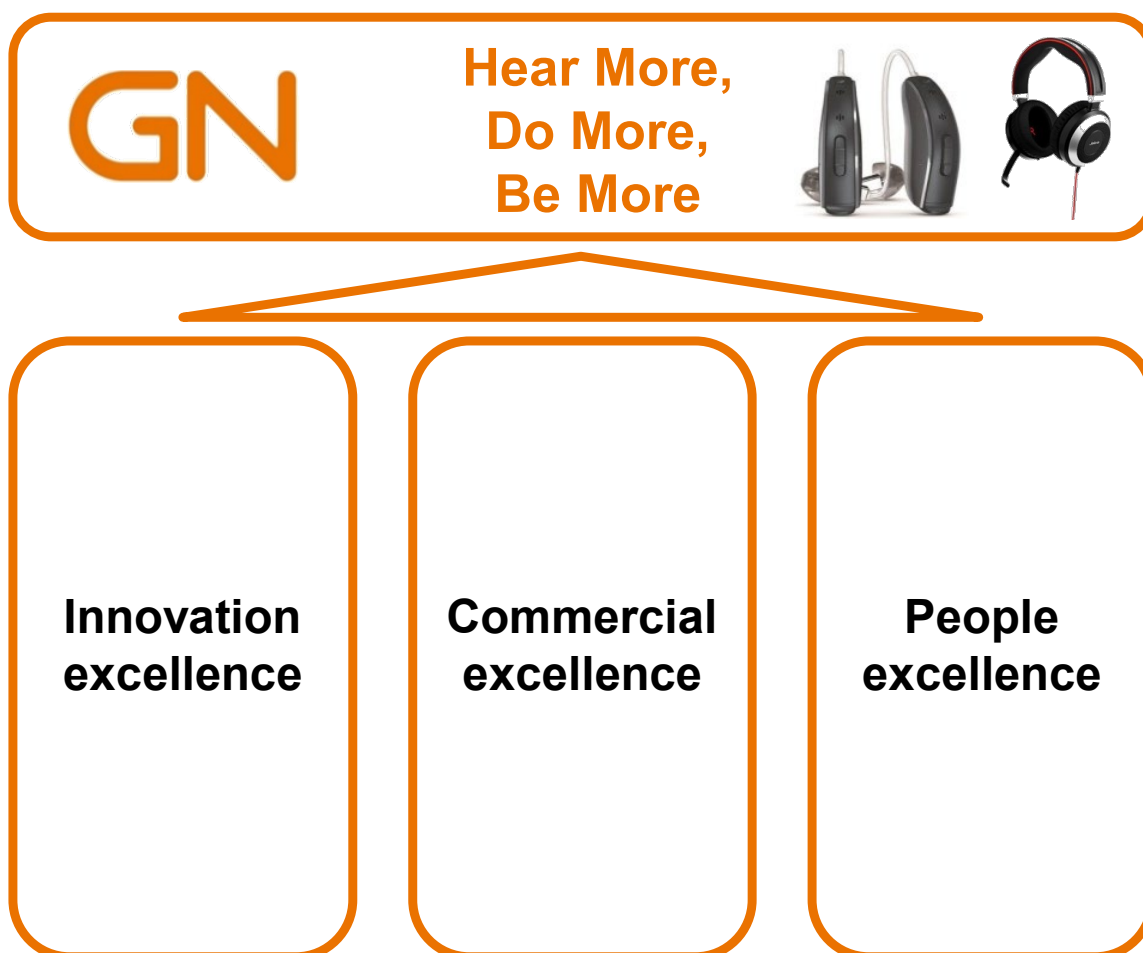 GN
Hear More,
Do More,
Be More
Innovation
excellence
Commercial
excellence
People
excellence